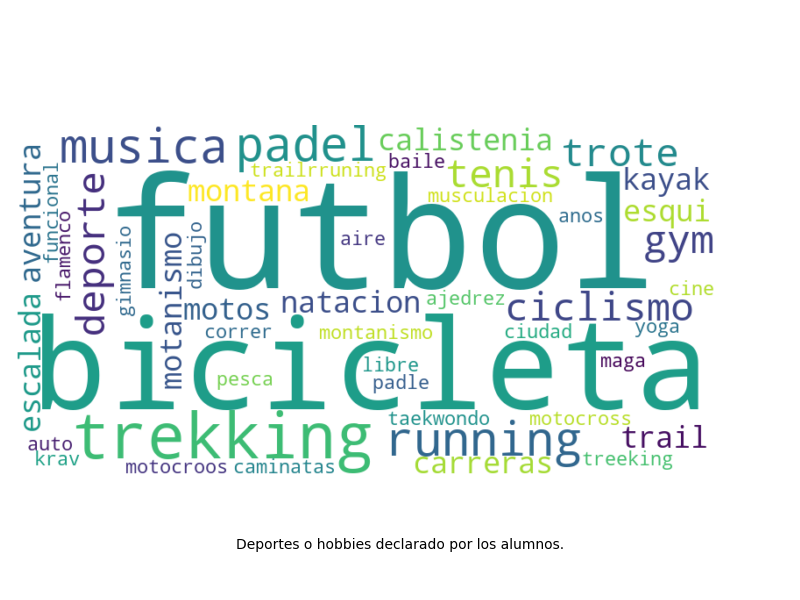 musica
padel
calistenia
trote
trailrruning
baile
tenis
kayak
montana
musculacion
esqui
futbol
anos
gym
aventura
funcional
flamenco
deporte
gimnasio
motanismo
dibujo
aire
cine
motos
natacion
ajedrez
ciclismo
escalada
correr
montanismo
ciudad
yoga
bicicleta
libre
maga
pesca
padle
trekking
taekwondo
motocross
running
trail
auto
krav
motocroos
caminatas
carreras
treeking
Deportes o hobbies declarado por los alumnos.